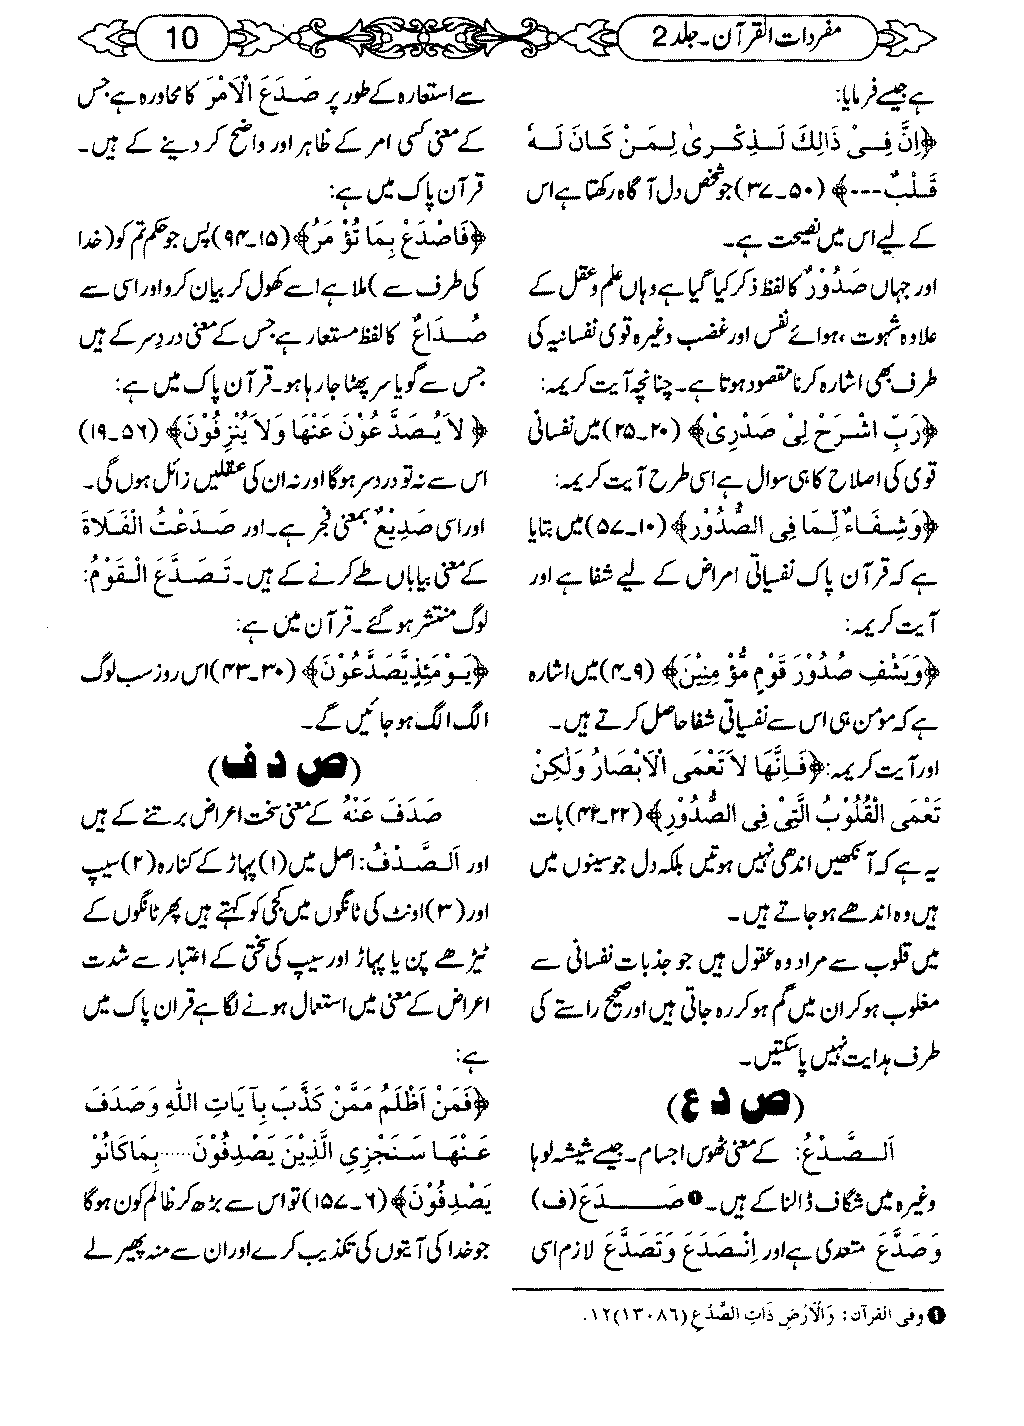 مفردات القرآن۔جلد 2
10
ہے جیسے فرمایا:
﴿اِنَّ فِیْ ذَالِکَ لَذِکْریٰ لِمَنْ کَانَ لَہٗ
قَلْبٌ---﴾ (۵۰۔۳۷) جو شخص دل آگاہ رکھتا ہے اس
کے لیے اس میں نصیحت ہے۔
اور جہاں صَدُوْرٌ کا لفظ ذکر کیا گیا ہے وہاں علم و عقل کے
علاوہ شہوت ،ہوائے نفس اور غضب وغیرہ قوی نفسانیہ کی
طرف بھی اشارہ کرنا مقصود ہوتا ہے۔ چنانچہ آیت کریمہ:
﴿رَبِّ اشْرَحْ لِیْ صَدْرِیْ﴾ (۲۰۔۲۵) میں نفسانی
قوی کی اصلاح کا ہی سوال ہے اسی طرح آیت کریمہ:
﴿وَشِفَاءٌ لِّمَا فِی الصُّدُوْرِ﴾ (۱۰۔۵۷) میں بتایا
ہے کہ قرآن پاک نفسیاتی امراض کے لیے شفا ہے اور
آیت کریمہ:
﴿وَیَشْفِ صُدُوْرَ قَوْمٍ مُّؤْمِنِیْنَ﴾ (۹۔۴) میں اشارہ
ہے کہ مومن ہی اس سے نفسیاتی شفا حاصل کرتے ہیں۔
اور آیت کریمہ:﴿فَاِنَّھَا لاَ تَعْمَی الْاَبْصَارُ وَلٰکِنْ
تَعْمَی الْقُلُوْبُ الَّتِیْ فِی الصُّدُوْرِ﴾ (۲۲۔۴۶) بات
یہ ہے کہ آنکھیں اندھی نہیں ہوتیں بلکہ دل جو سینوں میں
ہیں وہ اندھے ہو جاتے ہیں۔
میں قلوب سے مراد وہ عقول ہیں جو جذبات نفسانی سے
مغلوب ہو کر ان میں گم ہو کر رہ جاتی ہیں اور صحیح راستے کی
طرف ہدایت نہیں پا سکتیں۔
(ص د ع)
اَلصَّدْعُ: کے معنی ٹھوس اجسام۔ جیسے شیشہ لوہا
وغیرہ میں شگاف ڈالنا کے ہیں۔❶ صَدَعَ (ف)
وَصَدَّعَ متعدی ہے اور اِنْصَدَعَ وَتَصَدَّعَ لازم اسی
❶ وفی القرآن: وَالْاَرْضِ ذَاتِ الصَّدْعِ (۸۶۔۱۳) ۱۲.
سے استعارہ کے طور پر صَدَعَ الْاَمْرَ کا محاورہ ہے جس
کے معنی کسی امر کے ظاہر اور واضح کر دینے کے ہیں۔
قرآن پاک میں ہے:
﴿فَاصْدَعْ بِمَا تُؤْمَرُ﴾ (۱۵۔۹۴) پس جو حکم تم کو (خدا
کی طرف سے) ملا ہے اسے کھول کر بیان کرو اور اسی سے
صُدَاعٌ کا لفظ مستعار ہے جس کے معنی دردسر کے ہیں
جس سے گویا سر پھٹا جا رہا ہو۔ قرآن پاک میں ہے:
﴿لاَ یُصَدَّعُوْنَ عَنْھَا وَلاَ یُنْزِفُوْنَ﴾ (۵۶۔۱۹)
اس سے نہ تو دردسر ہوگا اور نہ ان کی عقلیں زائل ہوں گی۔
اور اسی صَدِیْعٌ بمعنی فجر ہے۔ اور صَدَعْتُ الْفَلَاۃَ
کے معنی بیاباں طے کرنے کے ہیں۔ تَصَدَّعَ الْقَوْمُ:
لوگ منتشر ہوگئے۔ قرآن میں ہے:
﴿یَوْمَئِذٍ یَّصَدَّعُوْنَ﴾ (۳۰۔۴۳) اس روز سب لوگ
الگ الگ ہو جائیں گے۔
(ص د ف)
صَدَفَ عَنْہُ کے معنی سخت اعراض برتنے کے ہیں
اور اَلصَّدْفُ: اصل میں (۱) پہاڑ کے کنارہ (۲) سیپ
اور (۳) اونٹ کی ٹانگوں میں کجی کو کہتے ہیں پھر ٹانگوں کے
ٹیڑھے پن یا پہاڑ اور سیپ کی سختی کے اعتبار سے شدت
اعراض کے معنی میں استعمال ہونے لگا ہے قران پاک میں
ہے:
﴿فَمَنْ اَظْلَمُ مِمَّنْ کَذَّبَ بِآیَاتِ اللّٰہِ وَصَدَفَ
عَنْھَا سَنَجْزِی الَّذِیْنَ یَصْدِفُوْنَ……بِمَا کَانُوْ
یَصْدِفُوْنَ﴾ (۶۔۱۵۷) تو اس سے بڑھ کر ظالم کون ہوگا
جو خدا کی آیتوں کی تکذیب کرے اور ان سے منہ پھیر لے